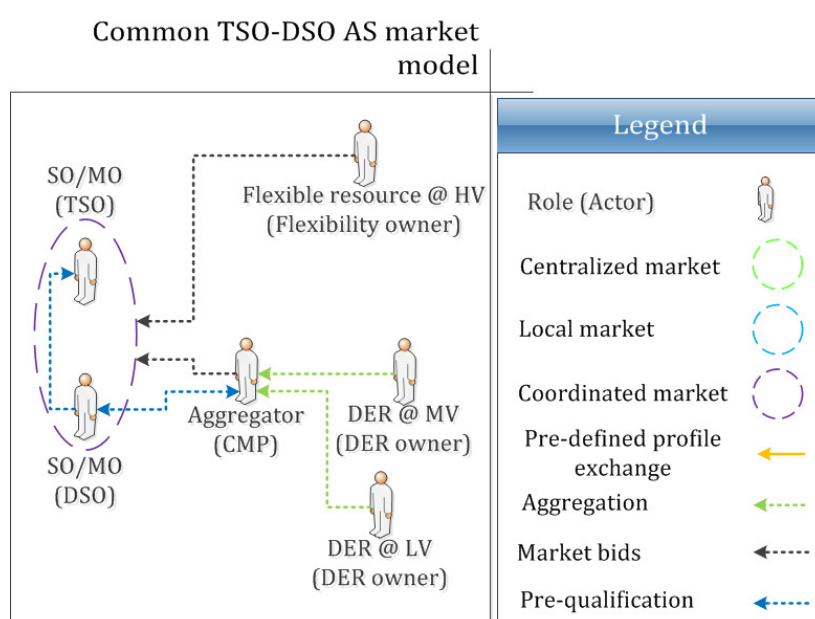 Common TSO-DSO AS market
model
SO/MO
(TSO)
Flexible resource @ HV
(Flexibility owner)
Aggregator
(CMP)
DER @ MV
(DER owner)
SO/MO
(DSO)
DER @ LV
(DER owner)
Legend
Role (Actor)
Centralized market
Local market
Coordinated market
Pre-defined profile
exchange
Aggregation
Market bids
Pre-qualification